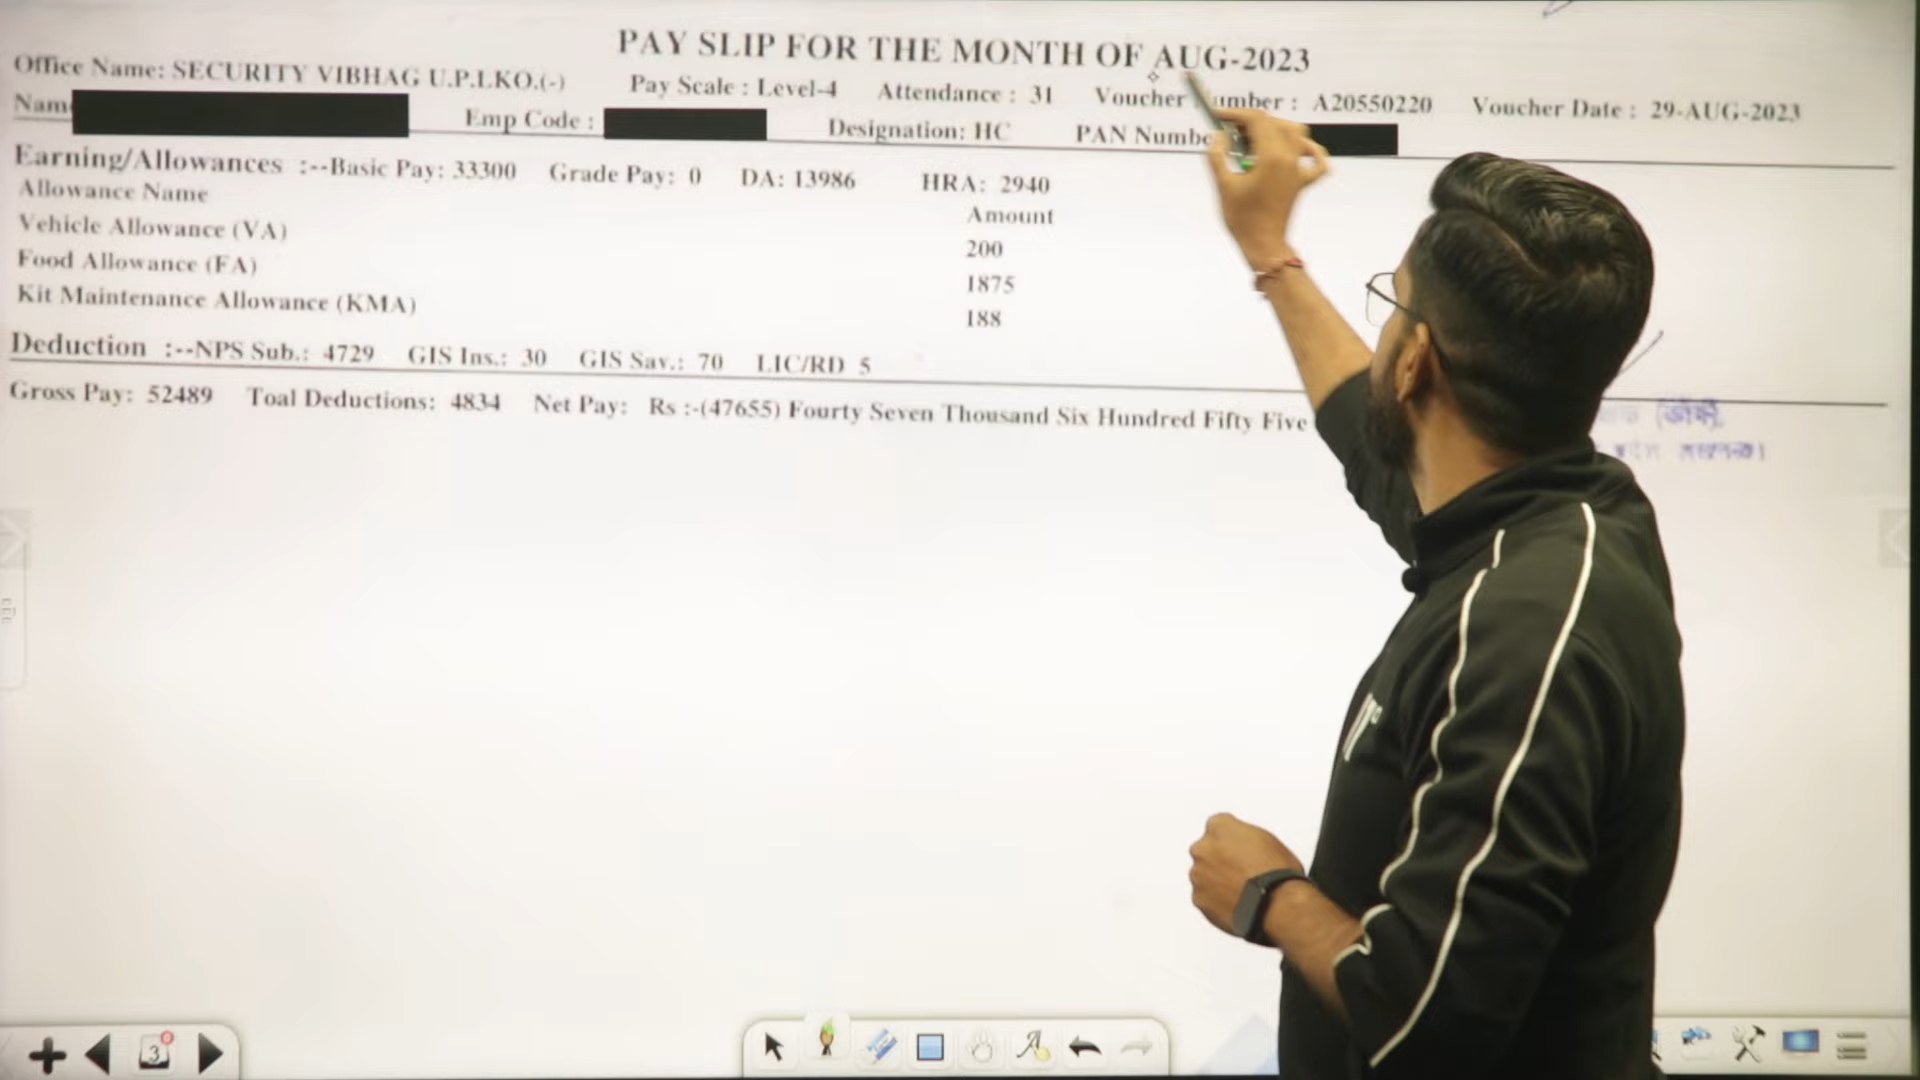 PAY SLIP FOR THE MONTH OF AUG-2023
Office Name: SECURITY VIBHAG U.P.LKO.(-) Pay Scale : Level-4 Attendance : 31 Voucher umber : A20550220 Voucher Date : 29-AUG-2023
Nam Emp Code : Designation: HC PAN Numbe
Earning/Allowances :--Basic Pay: 33300 Grade Pay: 0 DA: 13986 HRA: 2940
Allowance Name Amount
Vehicle Allowance (VA) 200
Food Allowance (FA) 1875
Kit Maintenance Allowance (KMA) 188
Deduction :--NPS Sub.: 4729 GIS Ins.: 30 GIS Sav.: 70 LIC/RD 5
Gross Pay: 52489 Toal Deductions: 4834 Net Pay: Rs :-(47655) Fourty Seven Thousand Six Hundred Fifty Five
3